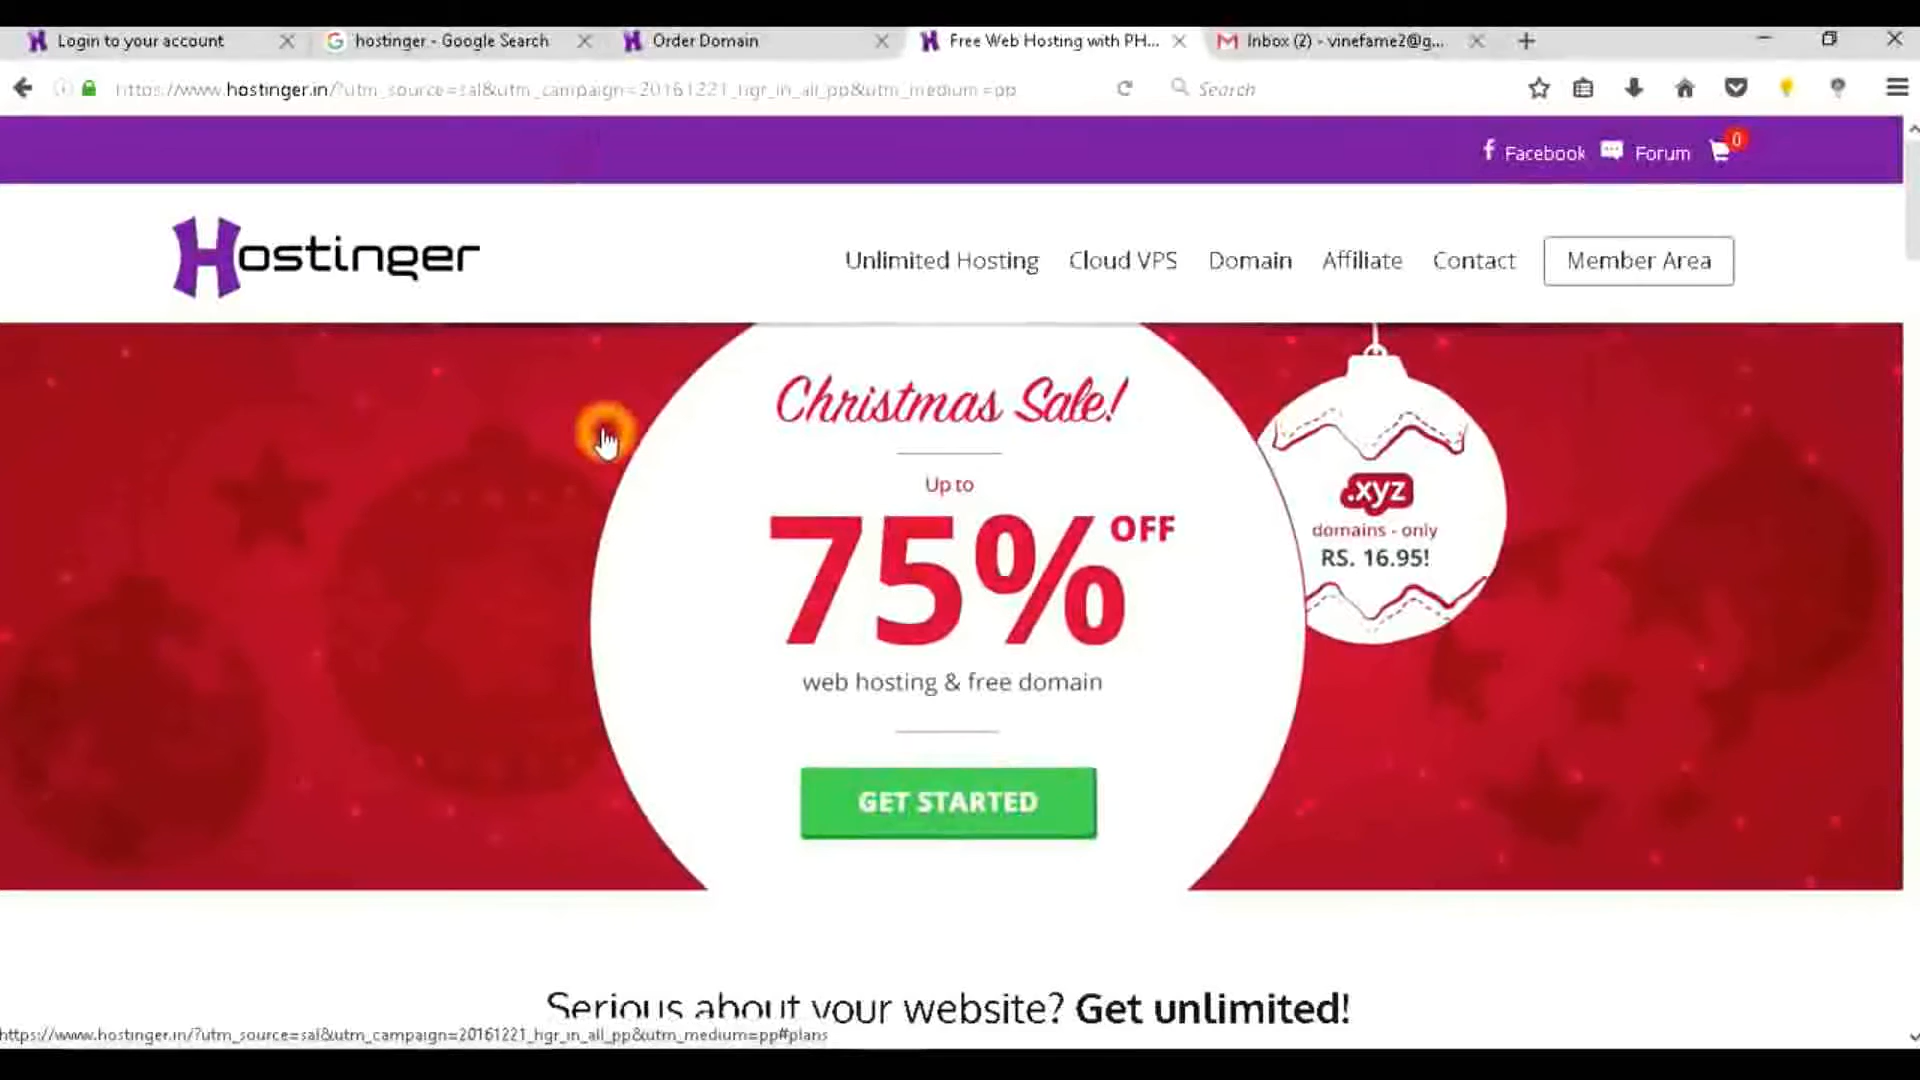 Login to your account
hostinger - Google Search
Order Domain
Free Web Hosting with PH...
Inbox (2) - vinefame2@g...
https://www.hostinger.in/?utm_source=sal&utm_campaign=20161221_hgr_in_all_pp&utm_medium=pp
Search
Facebook
Forum
0
Hostinger
Unlimited Hosting
Cloud VPS
Domain
Affiliate
Contact
Member Area
Christmas Sale!
Up to
75% OFF
web hosting & free domain
GET STARTED
.xyz
domains - only
RS. 16.95!
Serious about your website? Get unlimited!
https://www.hostinger.in/?utm_source=sal&utm_campaign=20161221_hgr_in_all_pp&utm_medium=pp#plans